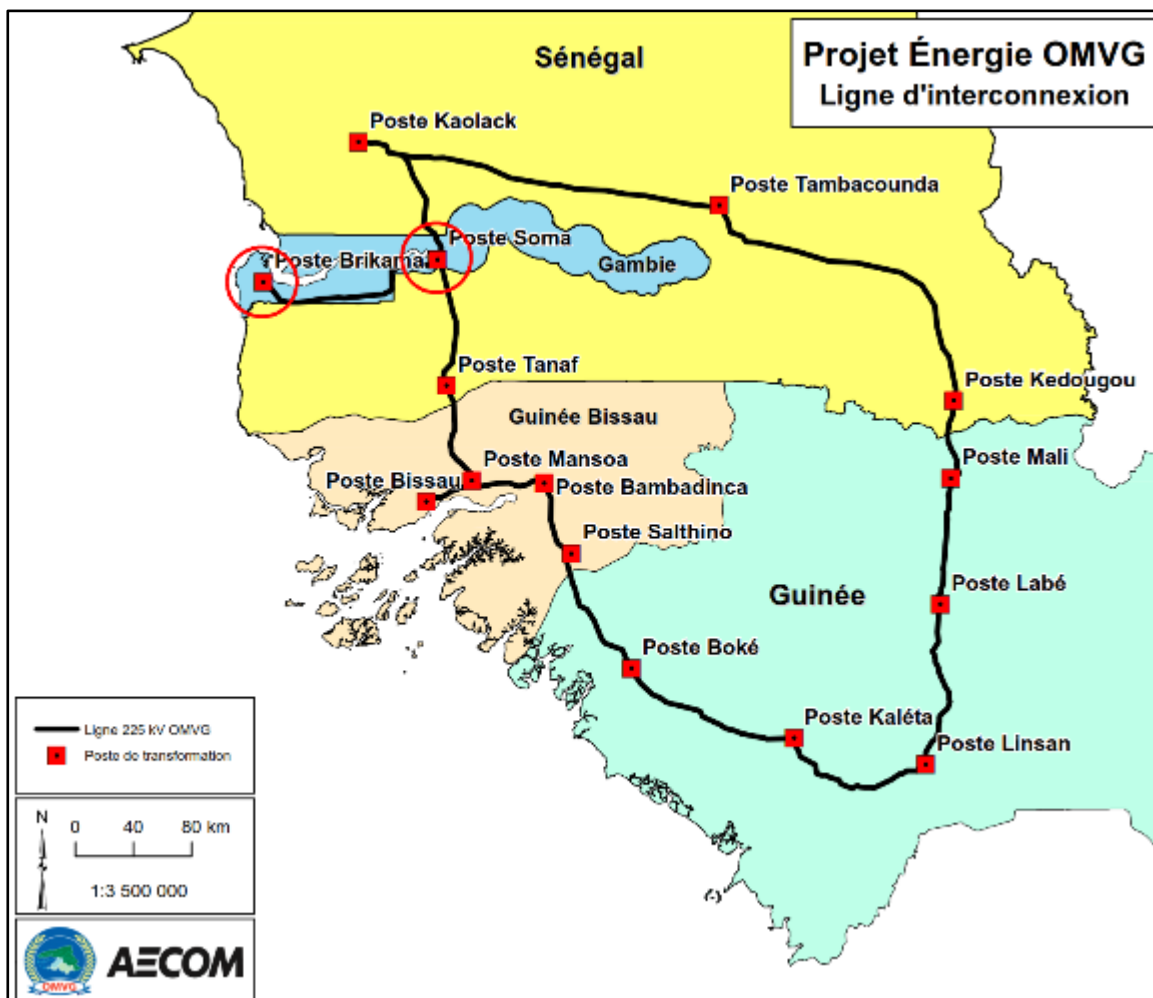 Projet Énergie OMVG
Ligne d'interconnexion
Sénégal
Poste Kaolack
Poste Tambacounda
Poste Soma
Poste Brikama
Gambie
Poste Tanaf
Poste Kedougou
Guinée Bissau
Poste Mansoa
Poste Mali
Poste Bissau
Poste Bambadinca
Poste Salthino
Guinée
Poste Labé
Poste Boké
Poste Kaléta
Poste Linsan
Ligne 225 kV OMVG
Poste de transformation
N
0 40 80 km
1:3 500 000
OMVG
AECOM